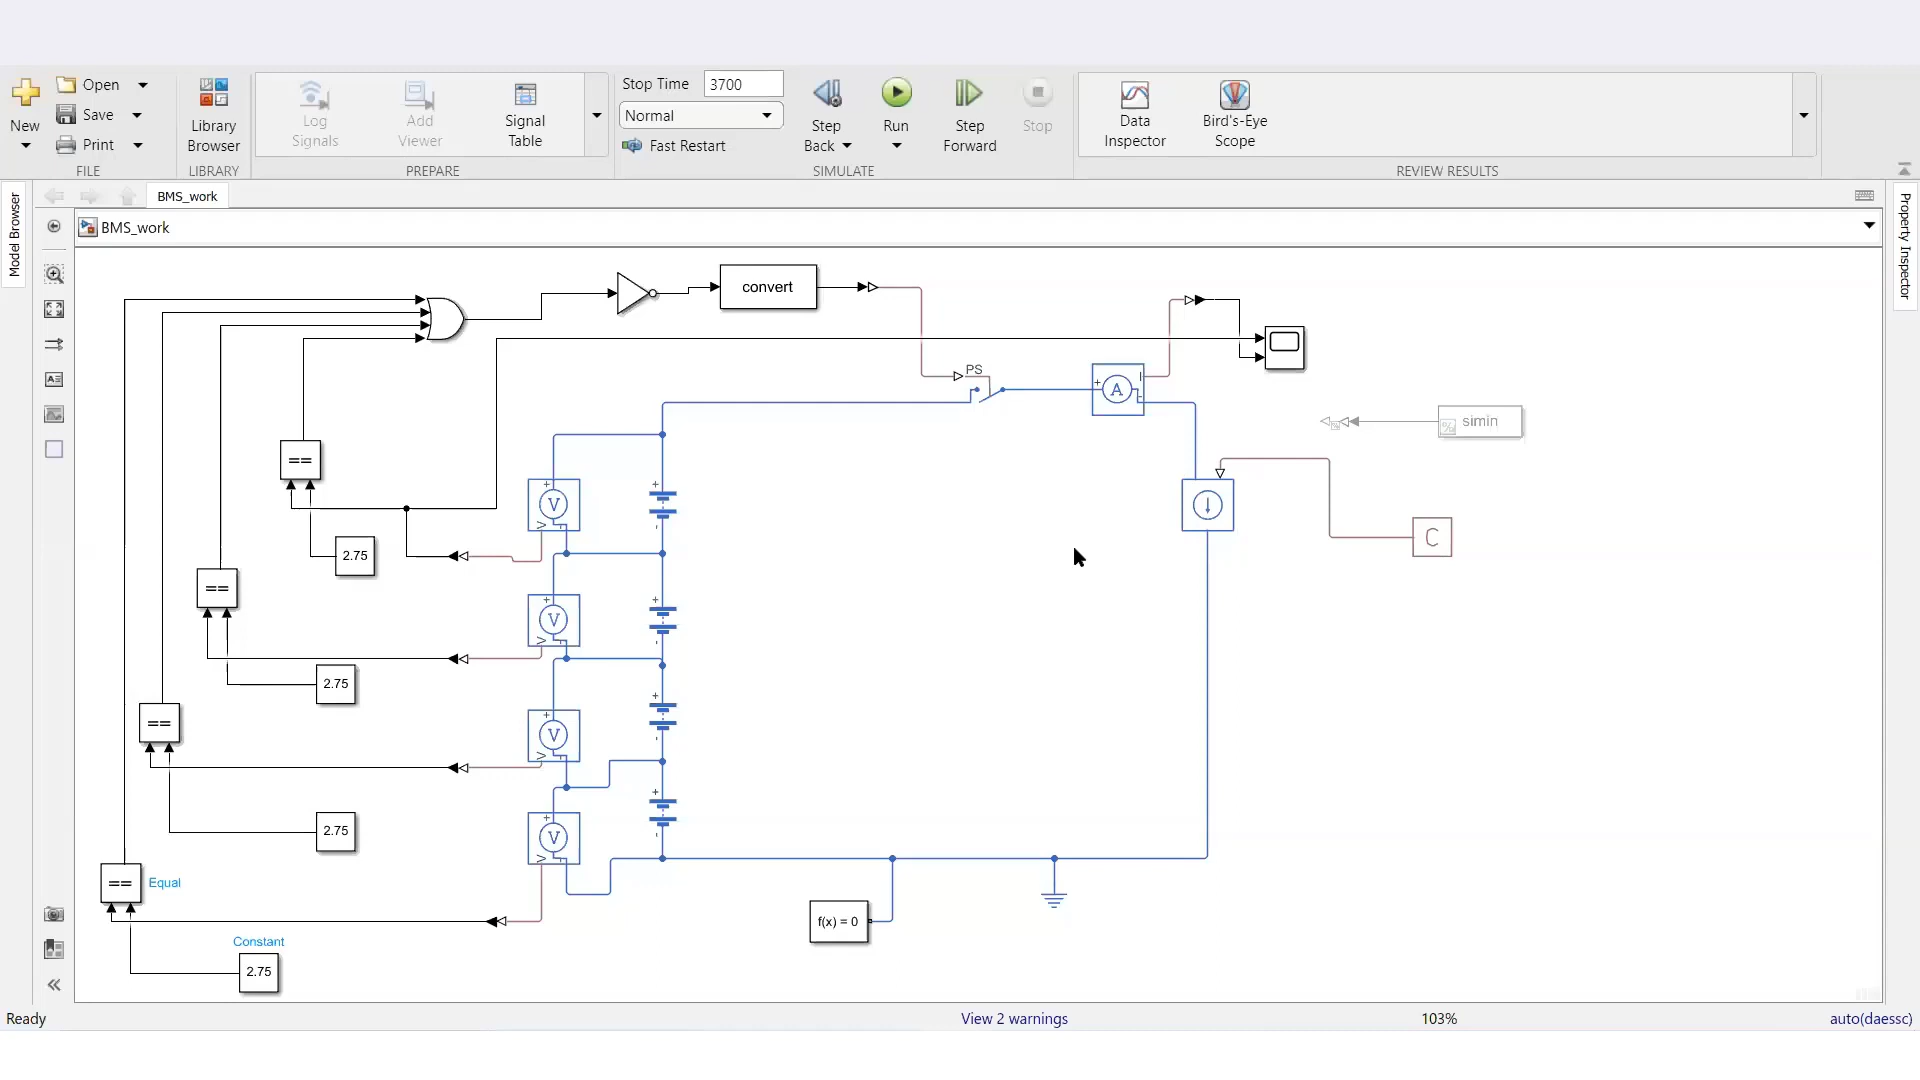 New
Open
Save
Print
FILE
Library
Browser
LIBRARY
Log
Signals
Add
Viewer
Signal
Table
PREPARE
Stop Time 3700
Normal
Fast Restart
Step
Back
Run
Step
Forward
Stop
SIMULATE
Data
Inspector
Bird's-Eye
Scope
REVIEW RESULTS
Model Browser
BMS_work
BMS_work
Property Inspector
convert
PS
A
simin
C
==
2.75
==
2.75
==
2.75
==
Equal
Constant
2.75
V
V
V
V
f(x) = 0
Ready
View 2 warnings
103%
auto(daessc)